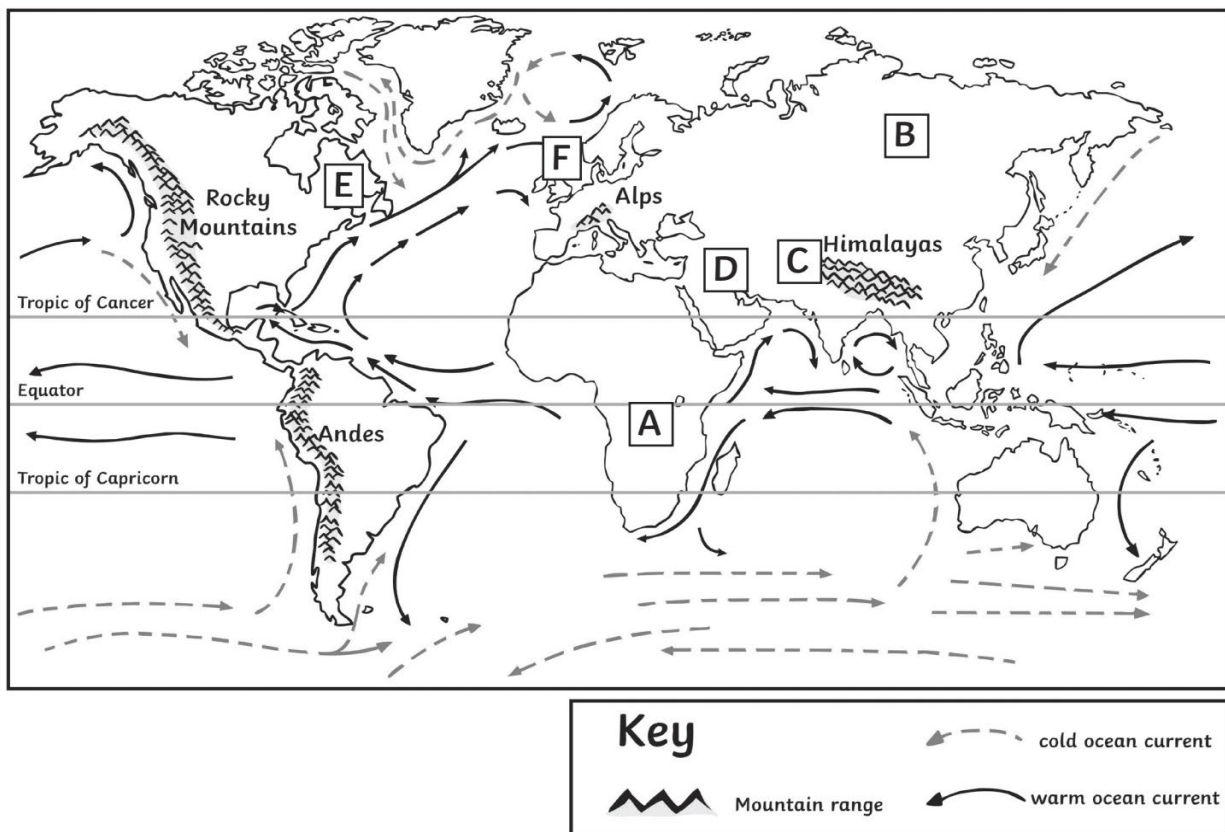 B
F
E
Rocky
Mountains
Alps
Himalayas
C
D
Tropic of Cancer
Equator
A
Andes
Tropic of Capricorn
Key
cold ocean current
Mountain range
warm ocean current